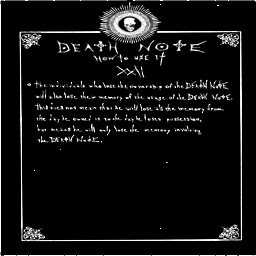 DEATH NOTE
How to use it
XXII
The individuals who lose the ownership of the DEATH NOTE
will also lose their memory of the usage of the DEATH NOTE.
This does not mean that he will lose all the memory from
the day he owned it to the day he loses possession,
but means he will only lose the memory involving
the DEATH NOTE.